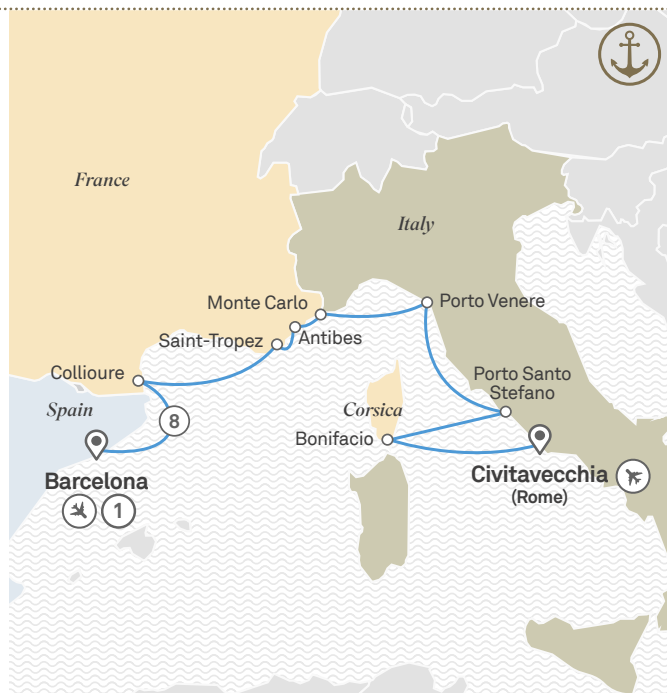 France
Italy
Monte Carlo
Porto Venere
Saint-Tropez
Antibes
Collioure
Porto Santo
Stefano
Spain
Corsica
8
Bonifacio
Barcelona
1
Civitavecchia
(Rome)